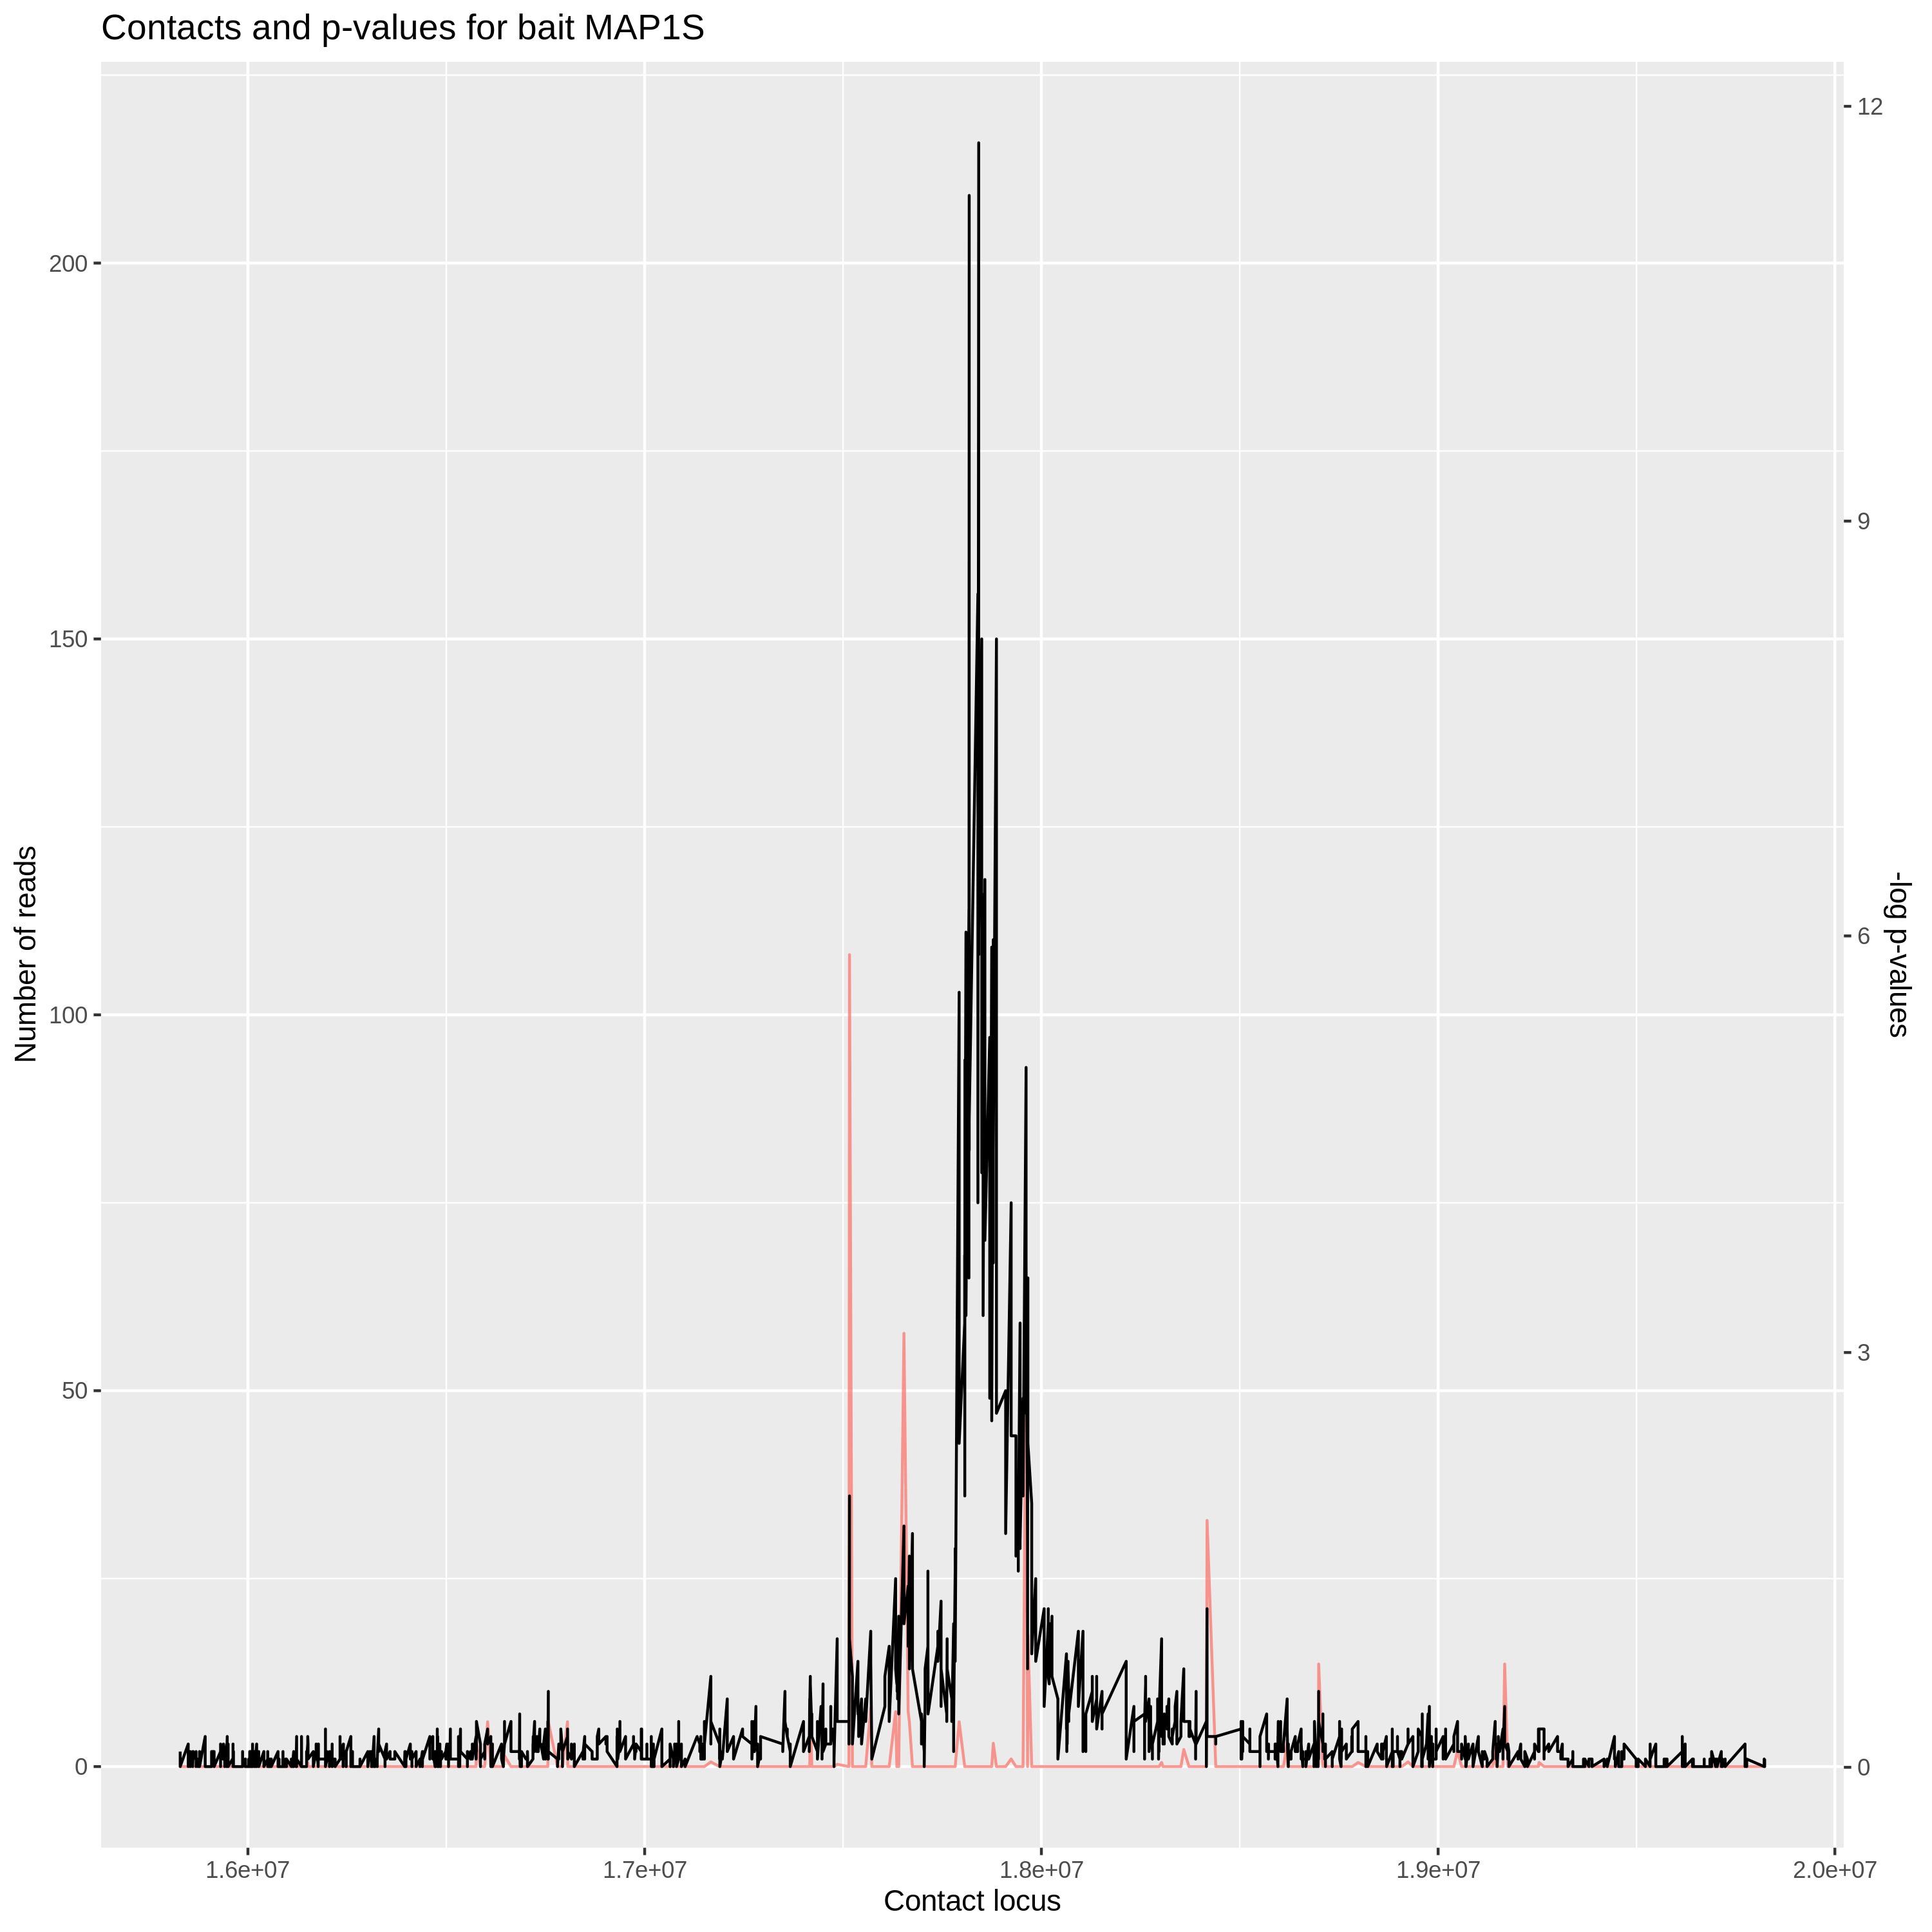 Contacts and p-values for bait MAP1S
200
150
100
50
0
12
9
6
3
0
Number of reads
-log p-values
1.6e+07
1.7e+07
1.8e+07
1.9e+07
2.0e+07
Contact locus